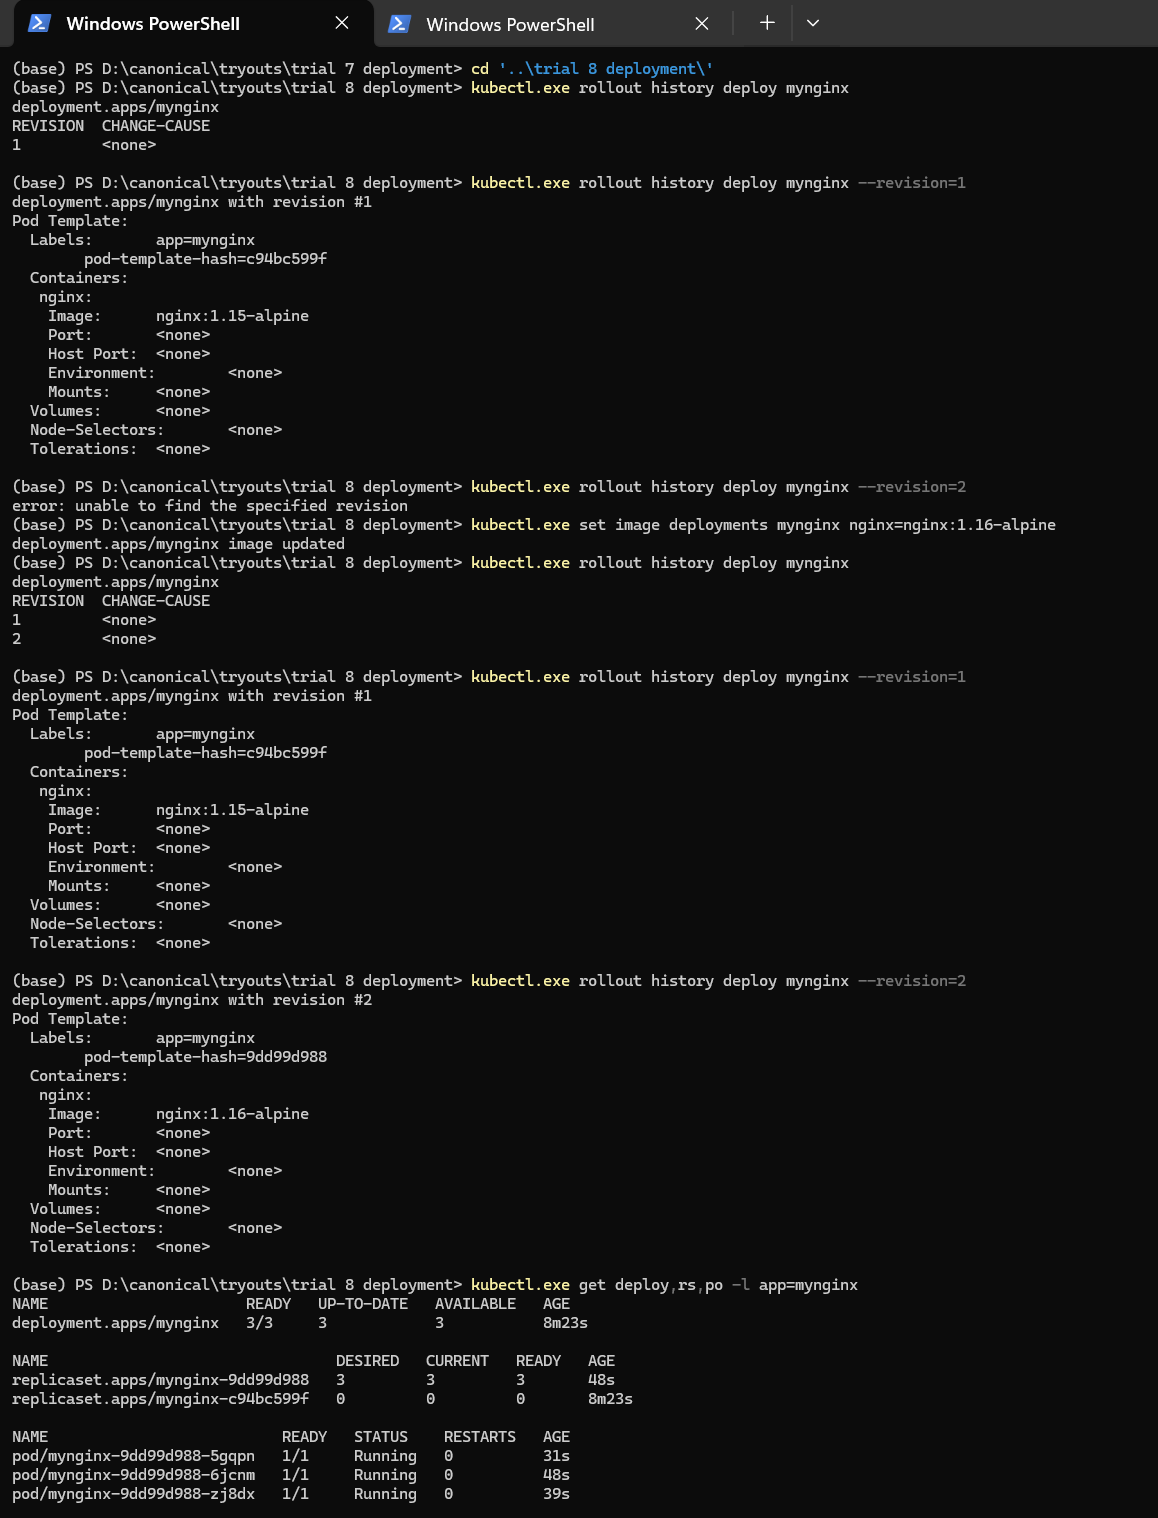 Windows PowerShell
Windows PowerShell
(base) PS D:\canonical\tryouts\trial 7 deployment> cd '..\trial 8 deployment\'
(base) PS D:\canonical\tryouts\trial 8 deployment> kubectl.exe rollout history deploy mynginx
deployment.apps/mynginx
REVISION  CHANGE-CAUSE
1         <none>

(base) PS D:\canonical\tryouts\trial 8 deployment> kubectl.exe rollout history deploy mynginx --revision=1
deployment.apps/mynginx with revision #1
Pod Template:
  Labels:       app=mynginx
        pod-template-hash=c94bc599f
  Containers:
   nginx:
    Image:      nginx:1.15-alpine
    Port:       <none>
    Host Port:  <none>
    Environment:        <none>
    Mounts:     <none>
  Volumes:      <none>
  Node-Selectors:       <none>
  Tolerations:  <none>

(base) PS D:\canonical\tryouts\trial 8 deployment> kubectl.exe rollout history deploy mynginx --revision=2
error: unable to find the specified revision
(base) PS D:\canonical\tryouts\trial 8 deployment> kubectl.exe set image deployments mynginx nginx=nginx:1.16-alpine
deployment.apps/mynginx image updated
(base) PS D:\canonical\tryouts\trial 8 deployment> kubectl.exe rollout history deploy mynginx
deployment.apps/mynginx
REVISION  CHANGE-CAUSE
1         <none>
2         <none>

(base) PS D:\canonical\tryouts\trial 8 deployment> kubectl.exe rollout history deploy mynginx --revision=1
deployment.apps/mynginx with revision #1
Pod Template:
  Labels:       app=mynginx
        pod-template-hash=c94bc599f
  Containers:
   nginx:
    Image:      nginx:1.15-alpine
    Port:       <none>
    Host Port:  <none>
    Environment:        <none>
    Mounts:     <none>
  Volumes:      <none>
  Node-Selectors:       <none>
  Tolerations:  <none>

(base) PS D:\canonical\tryouts\trial 8 deployment> kubectl.exe rollout history deploy mynginx --revision=2
deployment.apps/mynginx with revision #2
Pod Template:
  Labels:       app=mynginx
        pod-template-hash=9dd99d988
  Containers:
   nginx:
    Image:      nginx:1.16-alpine
    Port:       <none>
    Host Port:  <none>
    Environment:        <none>
    Mounts:     <none>
  Volumes:      <none>
  Node-Selectors:       <none>
  Tolerations:  <none>

(base) PS D:\canonical\tryouts\trial 8 deployment> kubectl.exe get deploy,rs,po -l app=mynginx
NAME                      READY   UP-TO-DATE   AVAILABLE   AGE
deployment.apps/mynginx   3/3     3            3           8m23s

NAME                                DESIRED   CURRENT   READY   AGE
replicaset.apps/mynginx-9dd99d988   3         3         3       48s
replicaset.apps/mynginx-c94bc599f   0         0         0       8m23s

NAME                          READY   STATUS    RESTARTS   AGE
pod/mynginx-9dd99d988-5gqpn   1/1     Running   0          31s
pod/mynginx-9dd99d988-6jcnm   1/1     Running   0          48s
pod/mynginx-9dd99d988-zj8dx   1/1     Running   0          39s